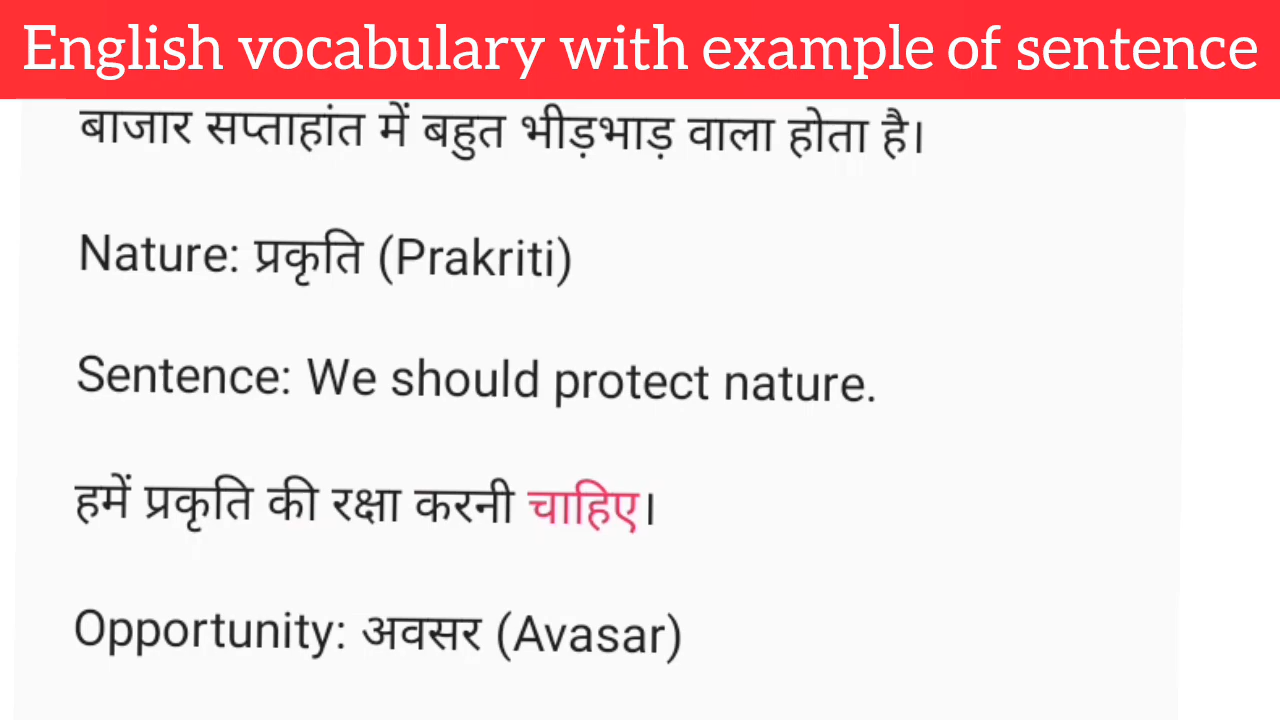 English vocabulary with example of sentence
बाजार सप्ताहांत में बहुत भीड़भाड़ वाला होता है।
Nature: प्रकृति (Prakriti)
Sentence: We should protect nature.
हमें प्रकृति की रक्षा करनी चाहिए।
Opportunity: अवसर (Avasar)